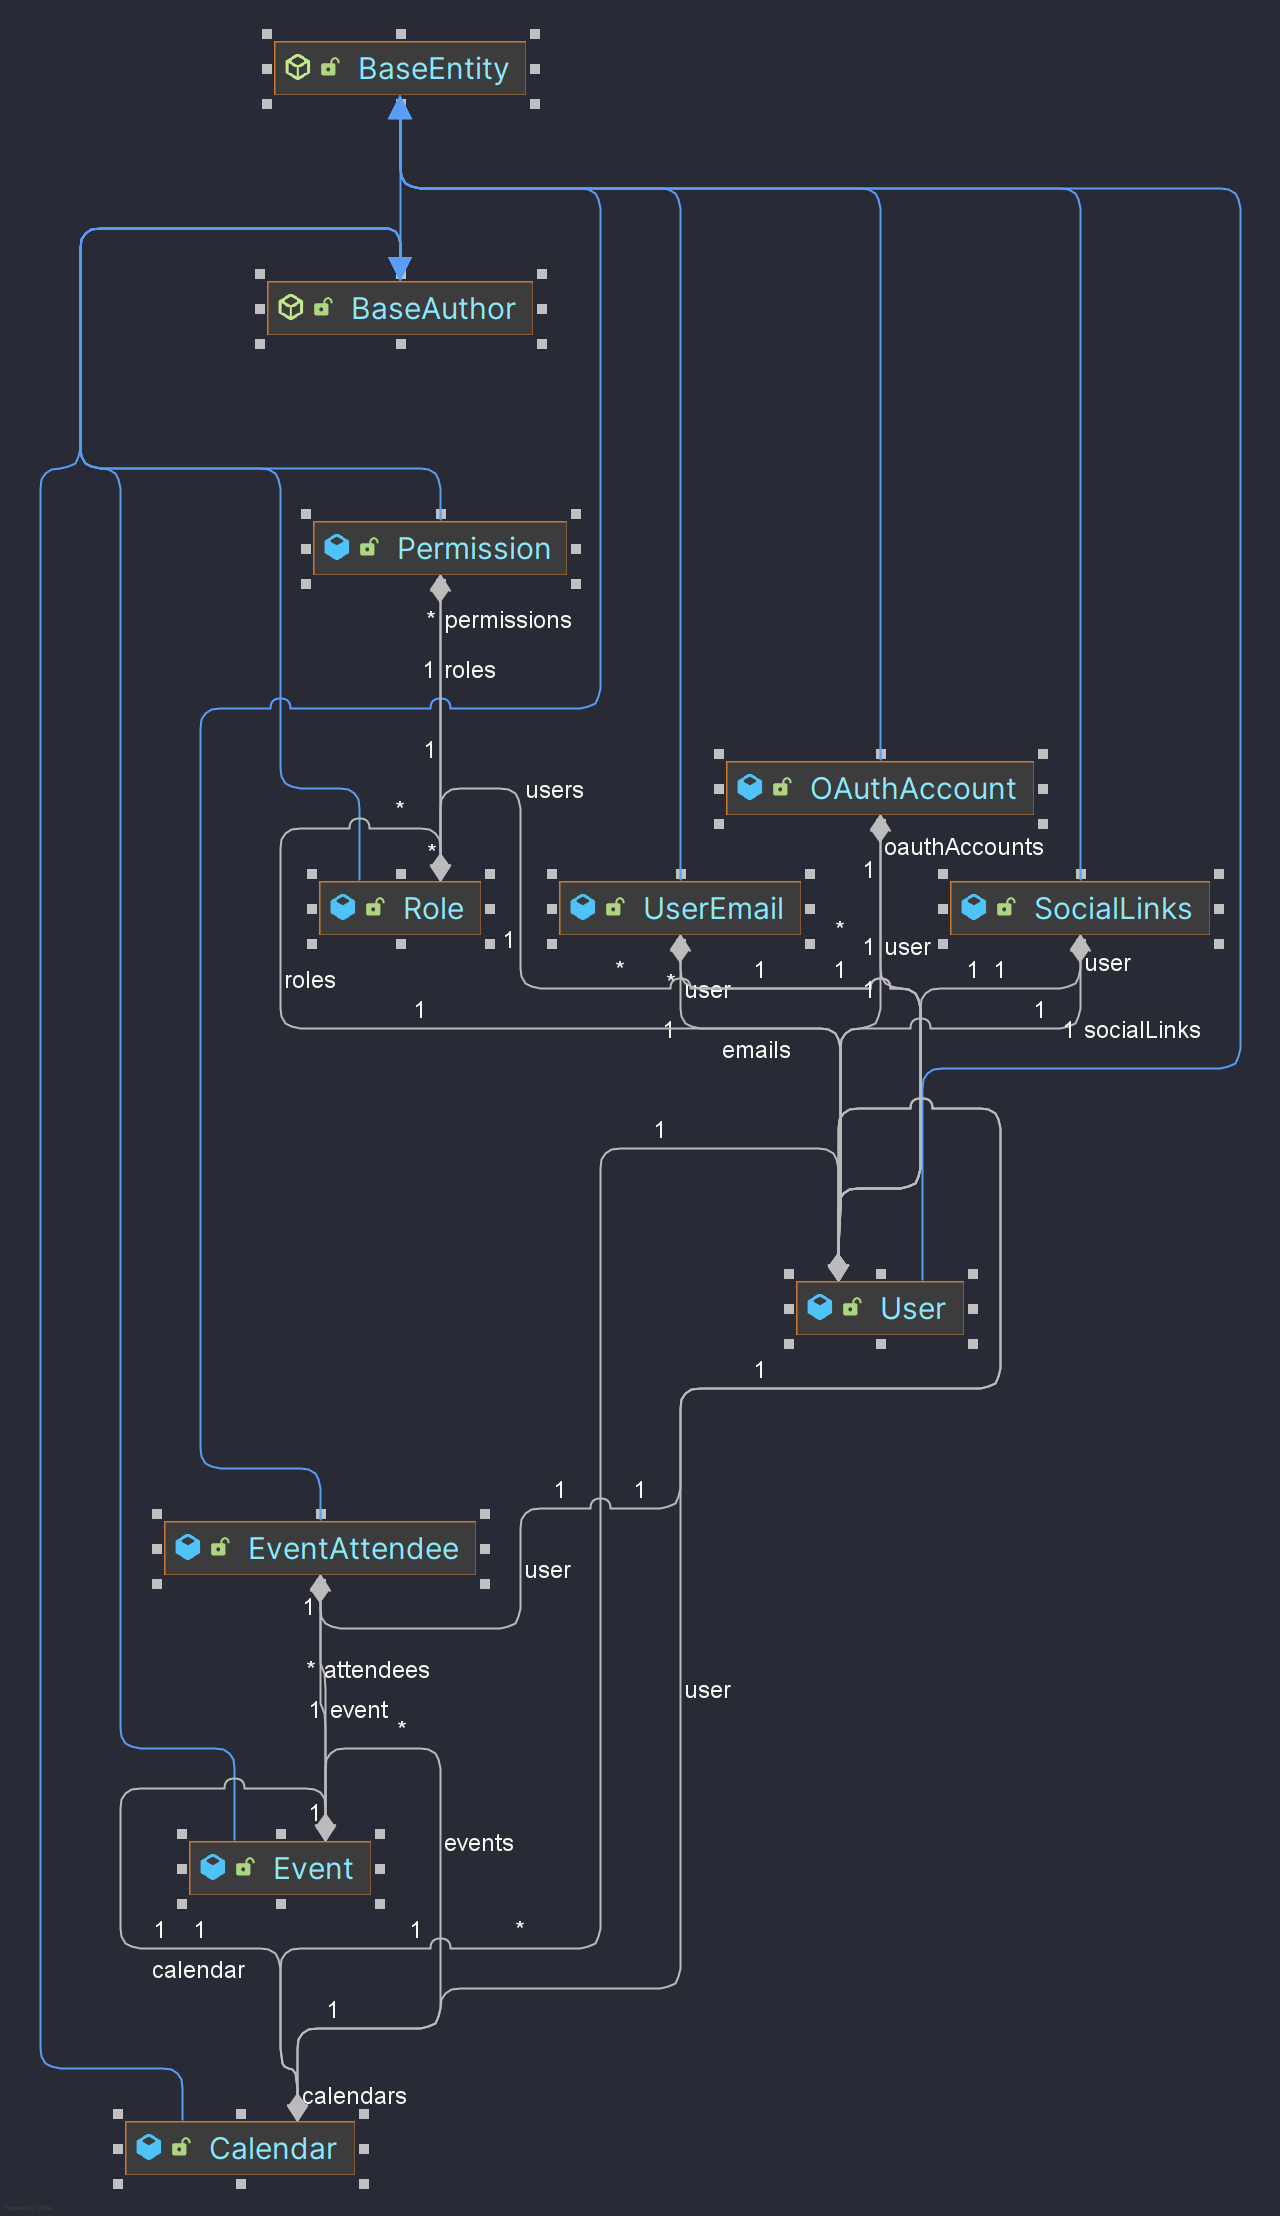 BaseEntity
BaseAuthor
Permission
* permissions
1 roles
1
users
*
OAuthAccount
oauthAccounts
*
1
Role
UserEmail
SocialLinks
*
1
1 user
user
*
1
1
1 1
roles
* user
1
1
1
1
emails
1 socialLinks
1
User
1
1
1
EventAttendee
user
1
* attendees
user
1 event
*
1
events
Event
1
1
1
*
calendar
1
calendars
Calendar